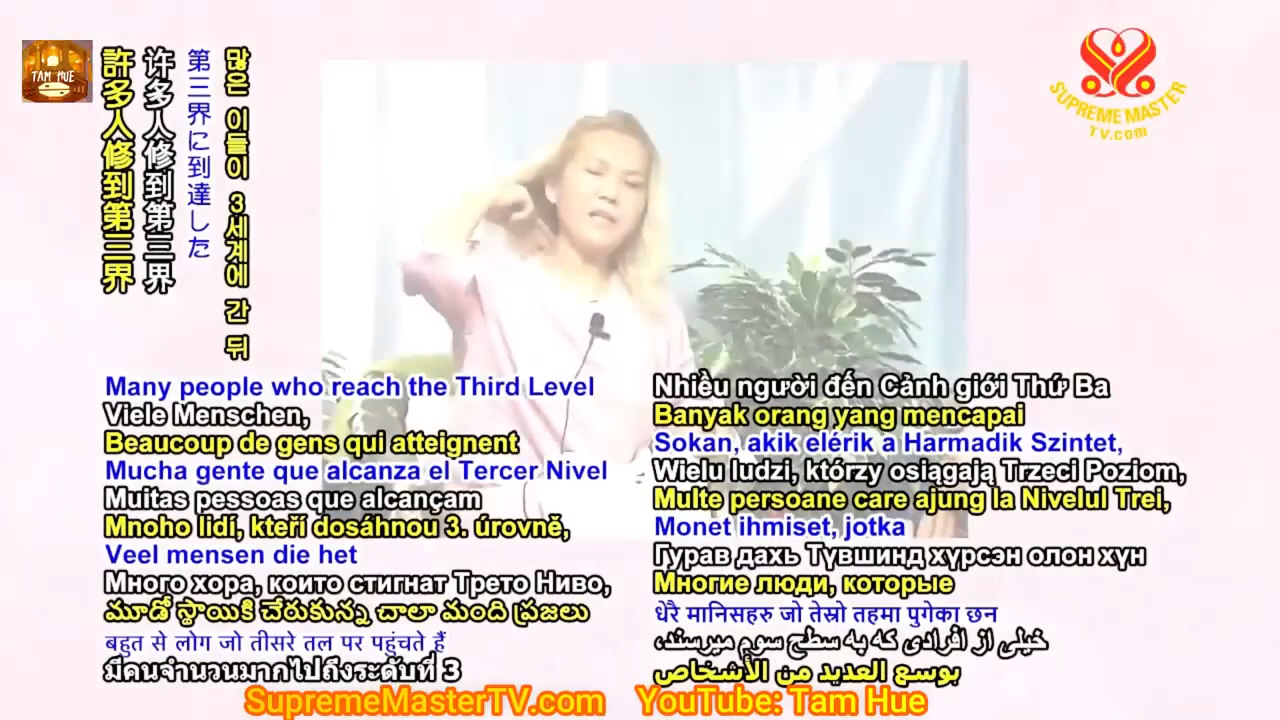 TAM HUE
許多人修到第三界
许多人修到第三界
第三界に到達した
많은 이들이 3세계에 간 뒤
SUPREME MASTER
TV.com
Many people who reach the Third Level
Viele Menschen,
Beaucoup de gens qui atteignent
Mucha gente que alcanza el Tercer Nivel
Muitas pessoas que alcançam
Mnoho lidí, kteří dosáhnou 3. úrovně,
Veel mensen die het
Много хора, които стигнат Трето Ниво,
మూడో స్థాయికి చేరుకున్న చాలా మంది ప్రజలు
बहुत से लोग जो तीसरे तल पर पहुंचते हैं
มีคนจำนวนมากไปถึงระดับที่ 3
Nhiều người đến Cảnh giới Thứ Ba
Banyak orang yang mencapai
Sokan, akik elérik a Harmadik Szintet,
Wielu ludzi, którzy osiągają Trzeci Poziom,
Multe persoane care ajung la Nivelul Trei,
Monet ihmiset, jotka
Гурав дахь Түвшинд хүрсэн олон хүн
Многие люди, которые
धेरै मानिसहरु जो तेस्रो तहमा पुगेका छन
خیلی از افرادی که به سطح سوم میرسند،
بوسع العديد من الأشخاص
SupremeMasterTV.com YouTube: Tam Hue